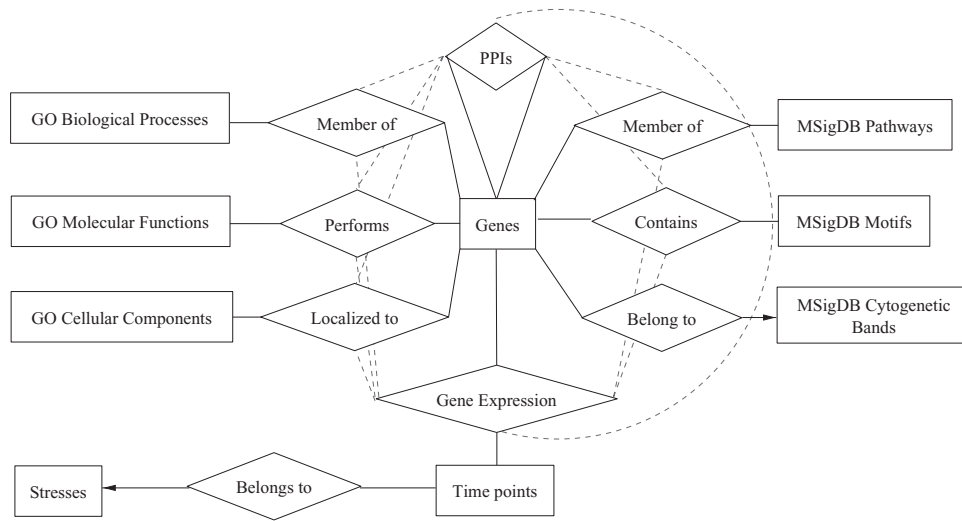 PPIs
GO Biological Processes
Member of
Member of
MSigDB Pathways
GO Molecular Functions
Performs
Genes
Contains
MSigDB Motifs
GO Cellular Components
Localized to
Belong to
MSigDB Cytogenetic
Bands
Gene Expression
Stresses
Belongs to
Time points